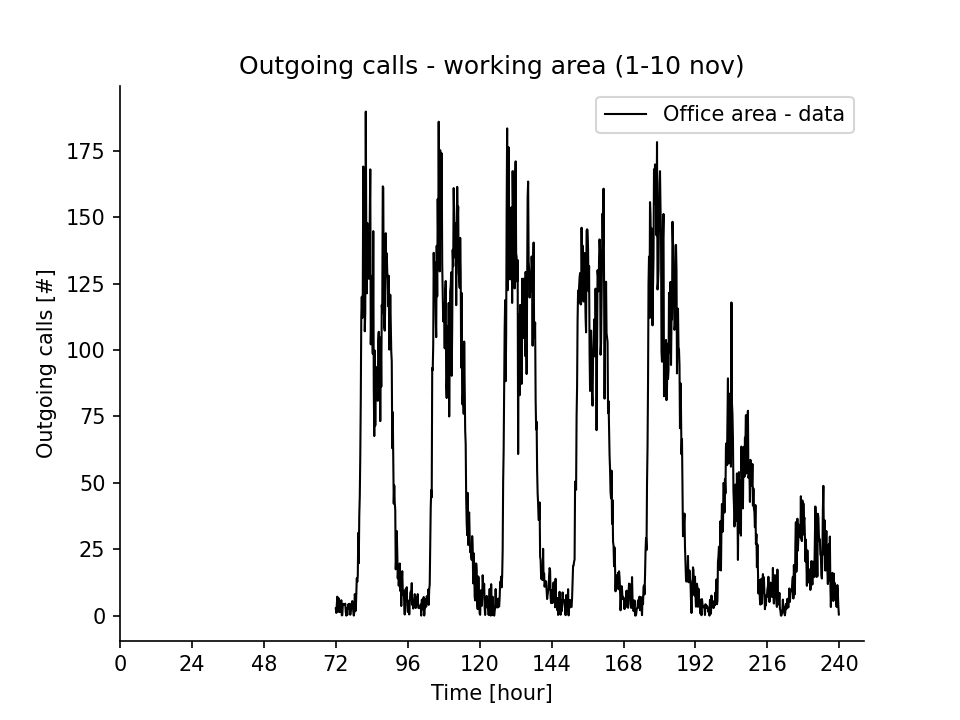 Outgoing calls - working area (1-10 nov)
Office area - data
175
150
125
100
75
50
25
0
Outgoing calls [#]
0 24 48 72 96 120 144 168 192 216 240
Time [hour]